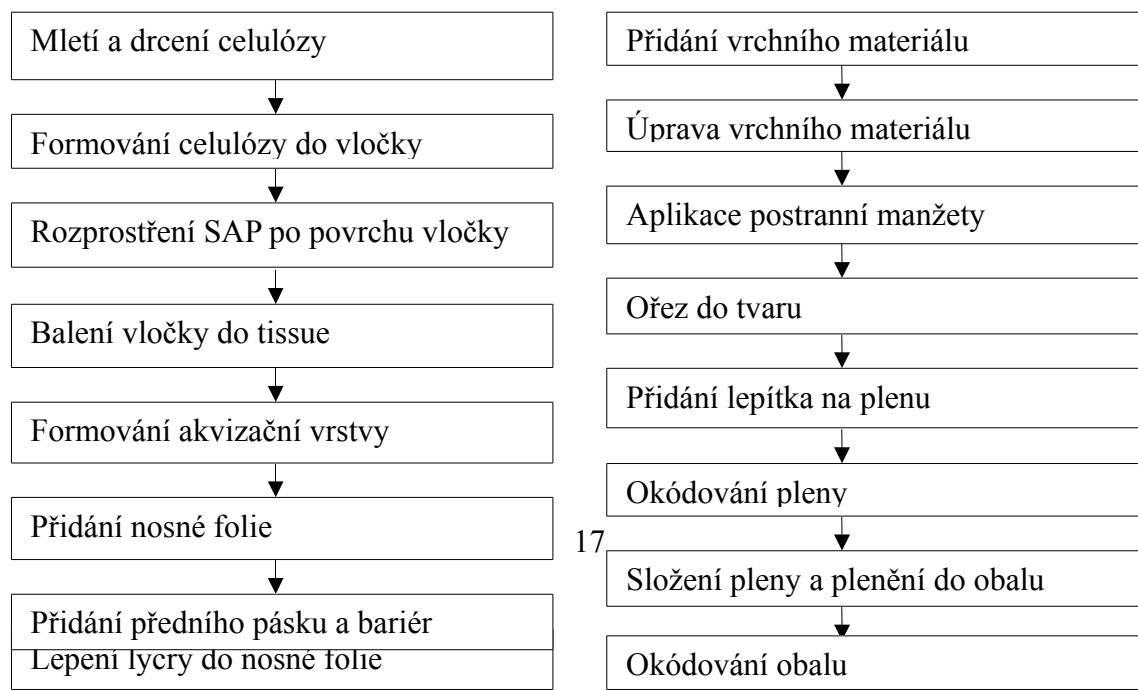 Mletí a drcení celulózy
Formování celulózy do vločky
Rozprostření SAP po povrchu vločky
Balení vločky do tissue
Formování akvizační vrstvy
Přidání nosné folie
Přidání předního pásku a bariér
Lepení lycry do nosné folie
17
Přidání vrchního materiálu
Úprava vrchního materiálu
Aplikace postranní manžety
Ořez do tvaru
Přidání lepítka na plenu
Okódování pleny
Složení pleny a plenění do obalu
Okódování obalu